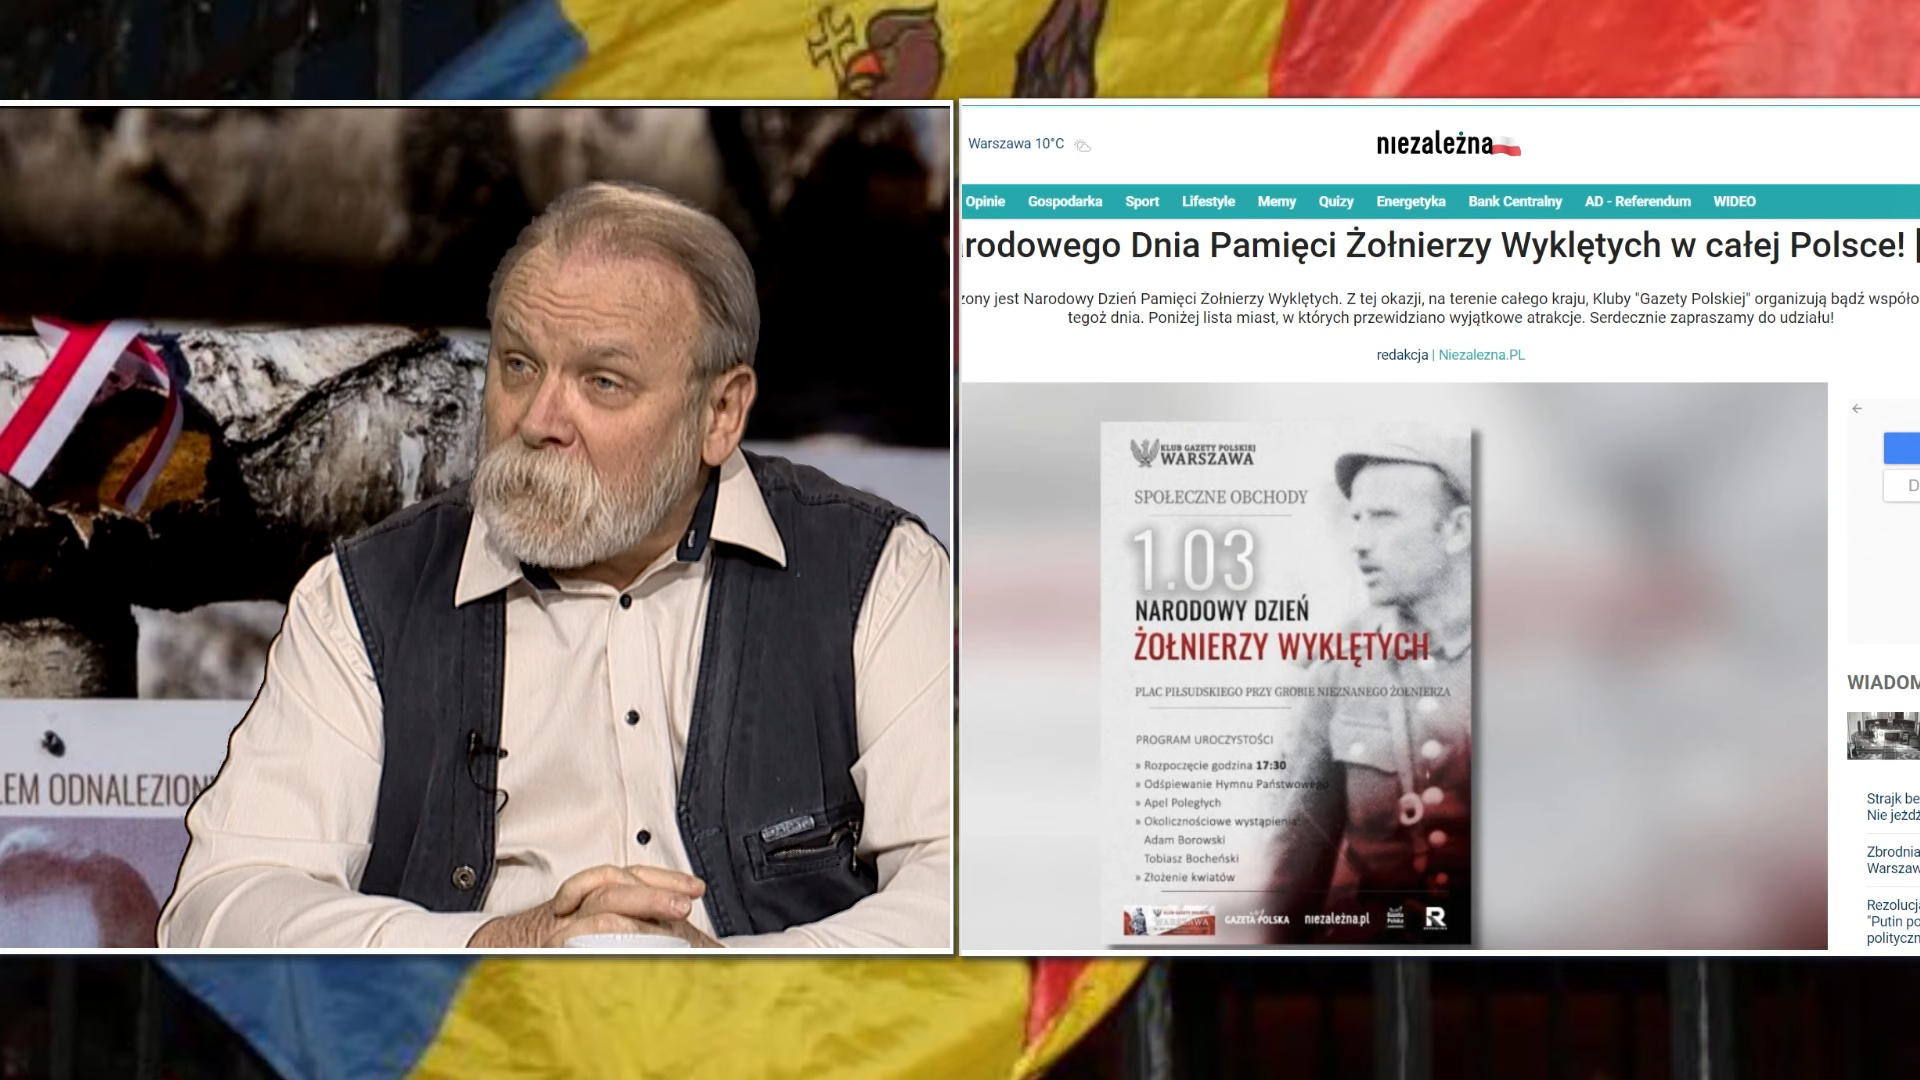 LEM ODNALEZION
Warszawa 10°C
niezależna
Opinie Gospodarka Sport Lifestyle Memy Quizy Energetyka Bank Centralny AD - Referendum WIDEO
rodowego Dnia Pamięci Żołnierzy Wyklętych w całej Polsce!
zony jest Narodowy Dzień Pamięci Żołnierzy Wyklętych. Z tej okazji, na terenie całego kraju, Kluby "Gazety Polskiej" organizują bądź współo
tegoż dnia. Poniżej lista miast, w których przewidziano wyjątkowe atrakcje. Serdecznie zapraszamy do udziału!
redakcja | Niezalezna.PL
KLUB GAZETY POLSKIEJ
WARSZAWA
SPOŁECZNE OBCHODY
1.03
NARODOWY DZIEŃ
ŻOŁNIERZY WYKLĘTYCH
PLAC PIŁSUDSKIEGO PRZY GROBIE NIEZNANEGO ŻOŁNIERZA
PROGRAM UROCZYSTOŚCI
» Rozpoczęcie godzina 17:30
» Odśpiewanie Hymnu Państwowego
» Apel Poległych
» Okolicznościowe wystąpienia:
Adam Borowski
Tobiasz Bocheński
» Złożenie kwiatów
GAZETA POLSKA niezależna.pl R
D
WIADOM
Strajk be
Nie jeźdź
Zbrodnia
Warszaw
Rezolucja
"Putin po
polityczn